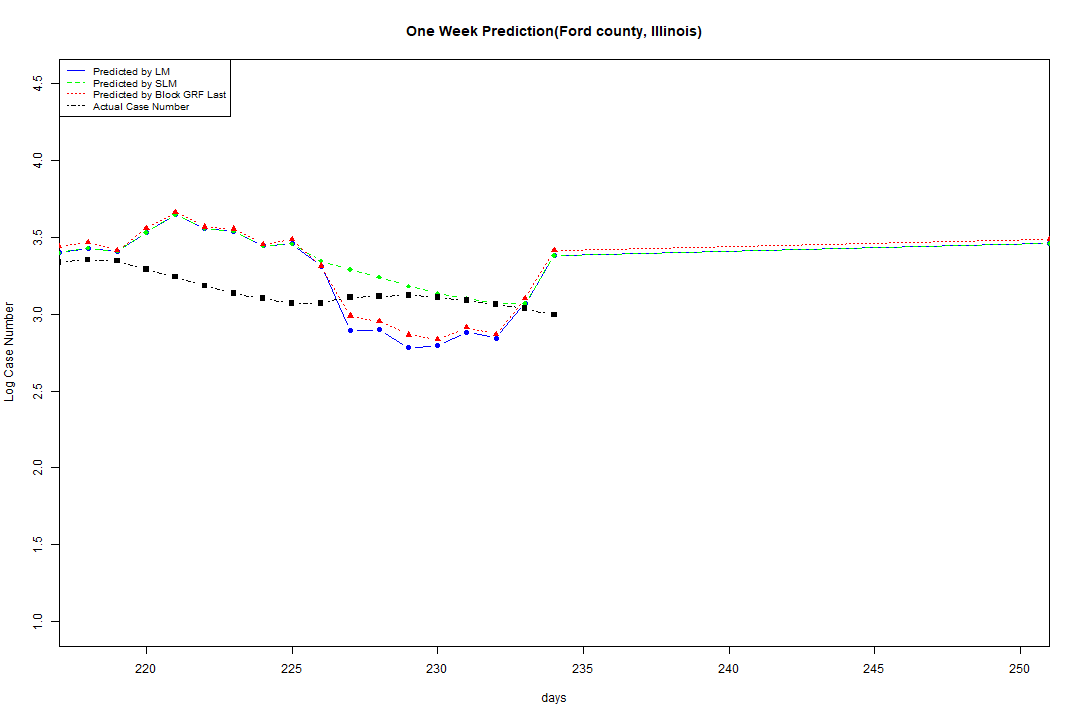 One Week Prediction(Ford county, Illinois)
Predicted by LM
Predicted by SLM
Predicted by Block GRF Last
Actual Case Number
4.5
4.0
3.5
3.0
2.5
2.0
1.5
1.0
Log Case Number
220 225 230 235 240 245 250
days